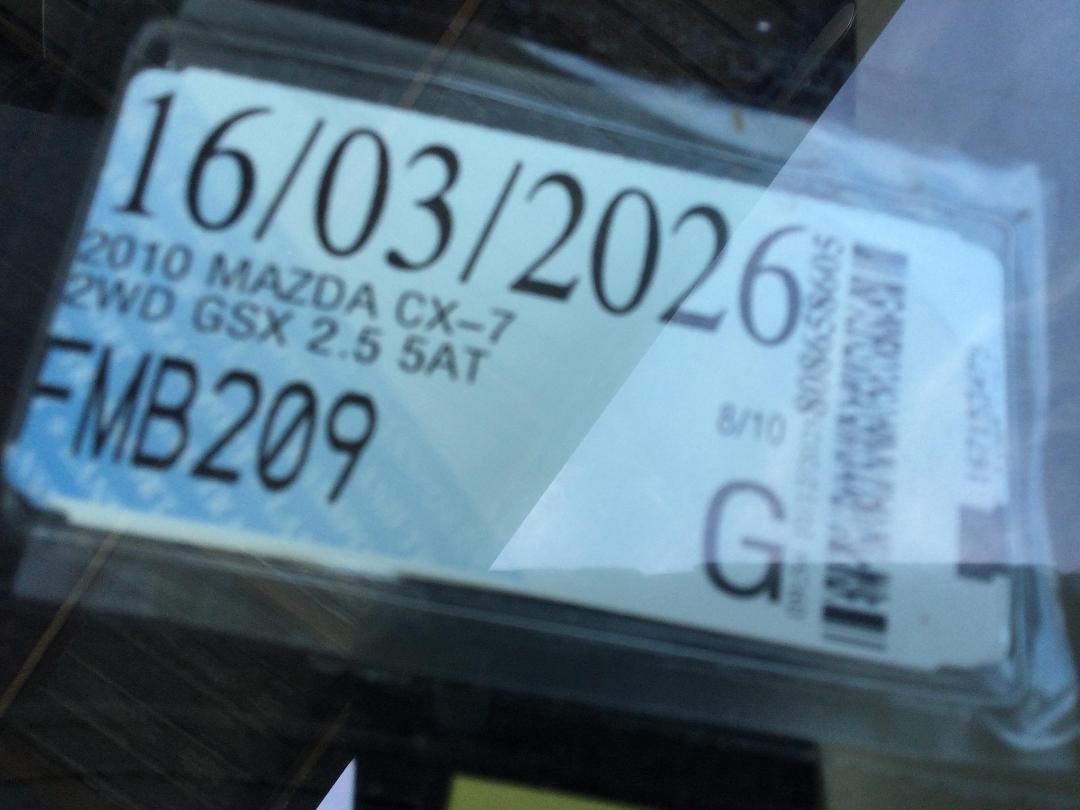 16/03/2026
2010 MAZDA CX-7
2WD GSX 2.5 5AT
FMB209
8/10
G